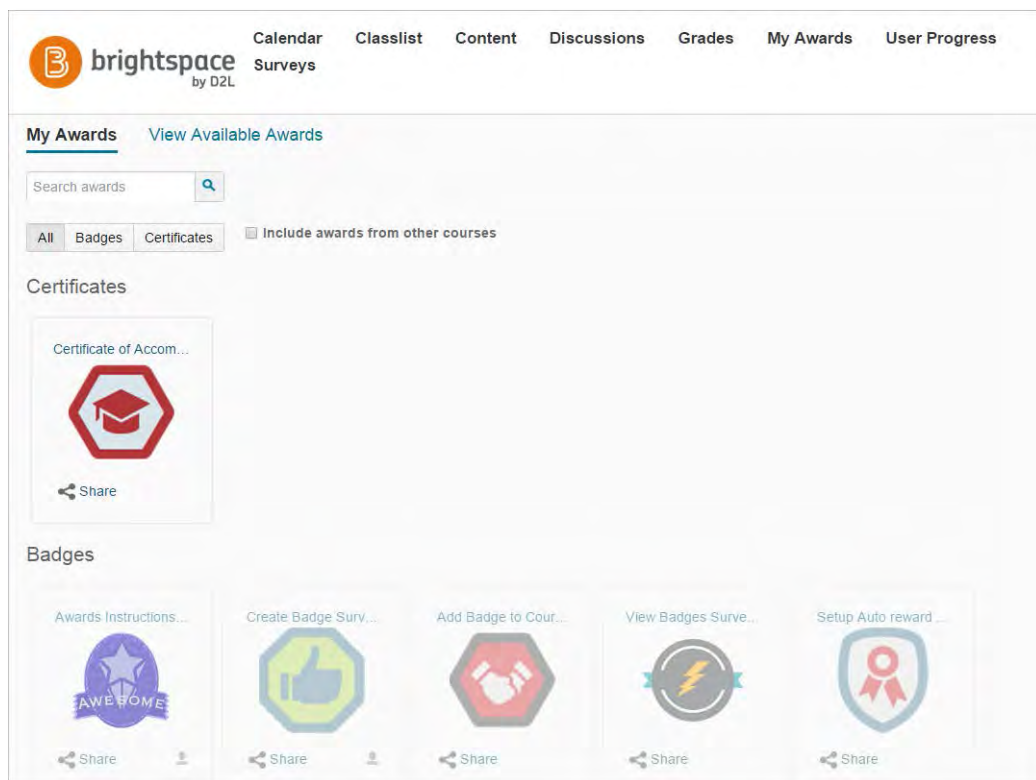 Calendar Classlist Content Discussions Grades My Awards User Progress
brightspace Surveys
by D2L
My Awards View Available Awards
Search awards
All Badges Certificates Include awards from other courses
Certificates
Certificate of Accom...
Share
Badges
Awards Instructions... Create Badge Surv... Add Badge to Cour... View Badges Surve... Setup Auto reward ...
AWESOME
Share Share Share Share Share